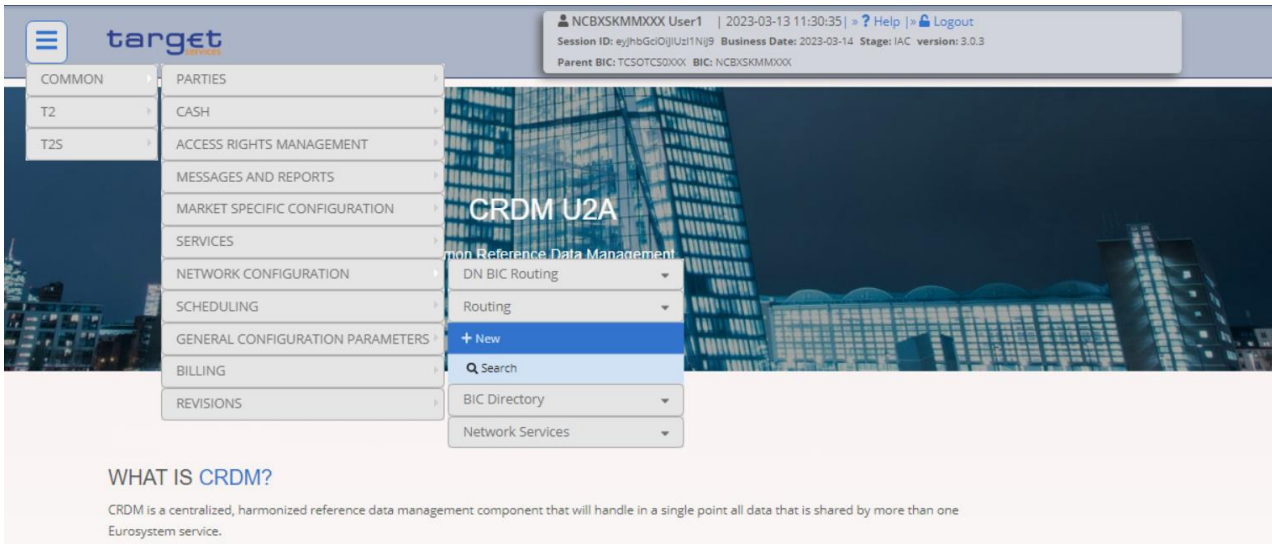 target
services
NCBXSKMMXXX User1 | 2023-03-13 11:30:35| » ? Help |» Logout
Session ID: eyJhbGciOiJIUzI1NiJ9 Business Date: 2023-03-14 Stage: IAC version: 3.0.3
Parent BIC: TCSOTCS0XXX BIC: NCBXSKMMXXX
COMMON
T2
T2S
PARTIES
CASH
ACCESS RIGHTS MANAGEMENT
MESSAGES AND REPORTS
MARKET SPECIFIC CONFIGURATION
SERVICES
NETWORK CONFIGURATION
SCHEDULING
GENERAL CONFIGURATION PARAMETERS
BILLING
REVISIONS
CRDM U2A
Reference Data Management
DN BIC Routing
Routing
+ New
Search
BIC Directory
Network Services
WHAT IS CRDM?
CRDM is a centralized, harmonized reference data management component that will handle in a single point all data that is shared by more than one
Eurosystem service.